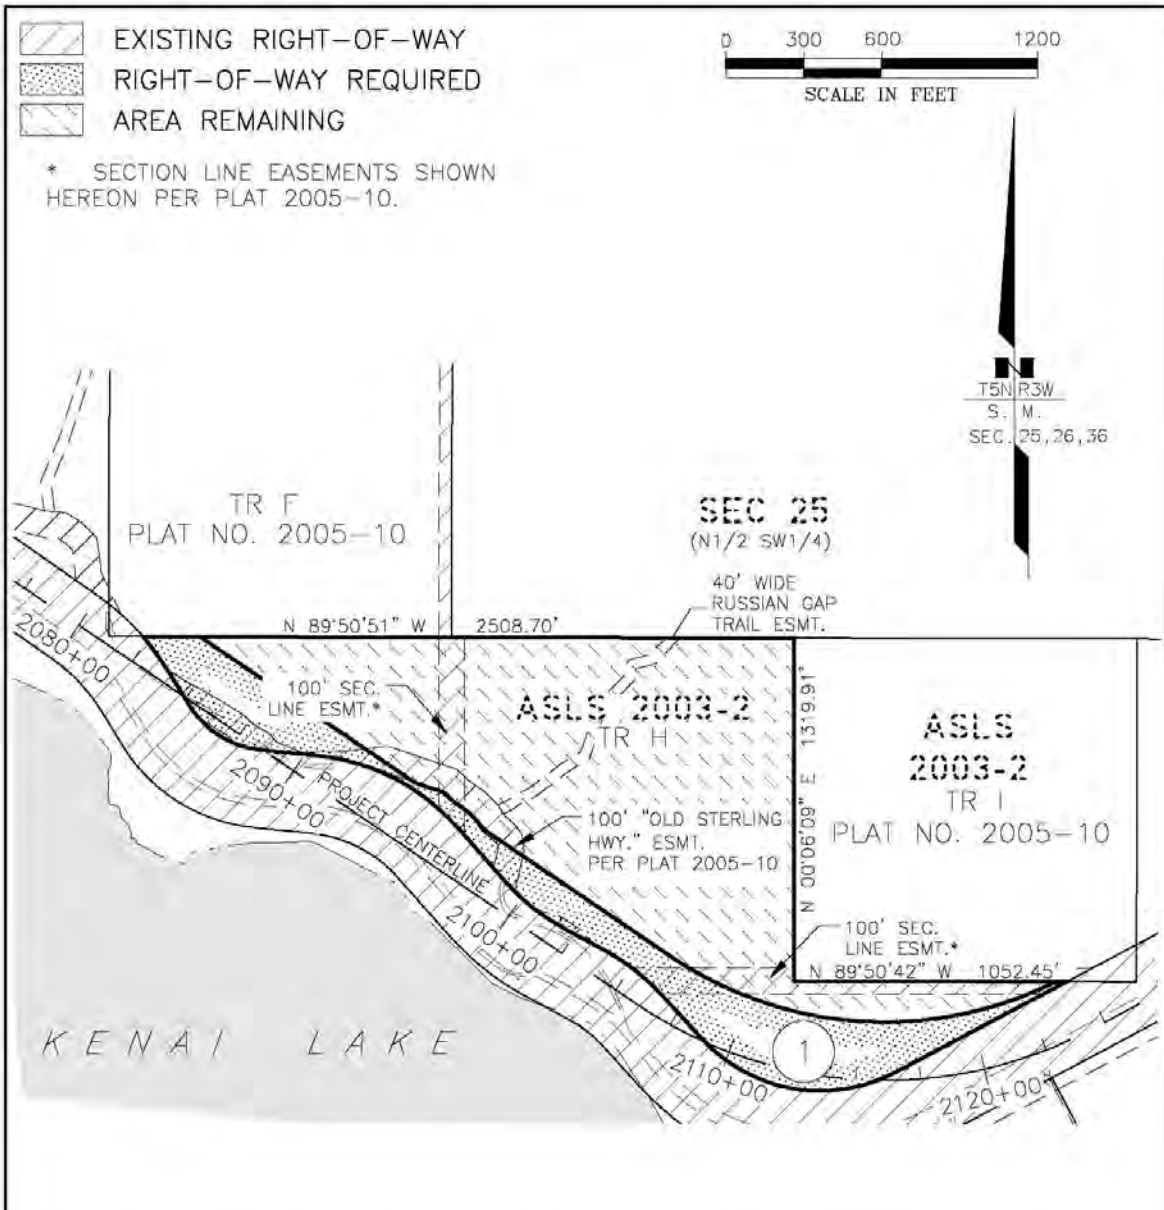 EXISTING RIGHT-OF-WAY
RIGHT-OF-WAY REQUIRED
AREA REMAINING
* SECTION LINE EASEMENTS SHOWN
HEREON PER PLAT 2005-10.
0 300 600 1200
SCALE IN FEET
N
T5N R3W
S. M.
SEC. 25,26,36
TR F
PLAT NO. 2005-10
SEC 25
(N1/2 SW1/4)
40' WIDE
RUSSIAN GAP
TRAIL ESMT.
N 89°50'51" W 2508.70'
2080+00
100' SEC.
LINE ESMT.*
ASLS 2003-2
TR H
N 00°06'09" E 1319.91'
ASLS
2003-2
TR I
PLAT NO. 2005-10
2090+00
PROJECT CENTERLINE
100' "OLD STERLING
HWY." ESMT.
PER PLAT 2005-10
2100+00
100' SEC.
LINE ESMT.*
N 89°50'42" W 1052.45'
KENAI LAKE
1
2110+00
2120+00